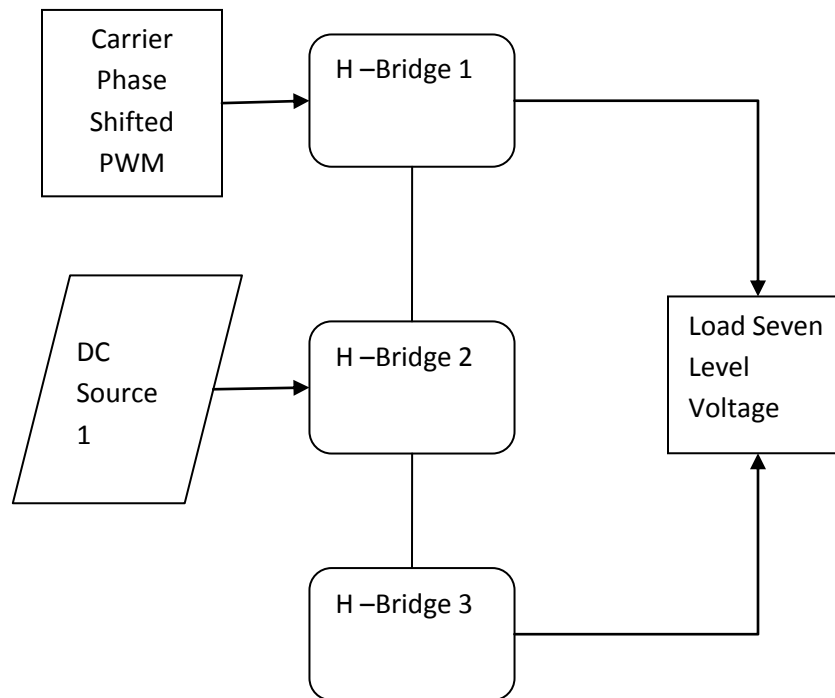 Carrier
Phase
Shifted
PWM
H –Bridge 1
DC
Source
1
H –Bridge 2
Load Seven
Level
Voltage
H –Bridge 3